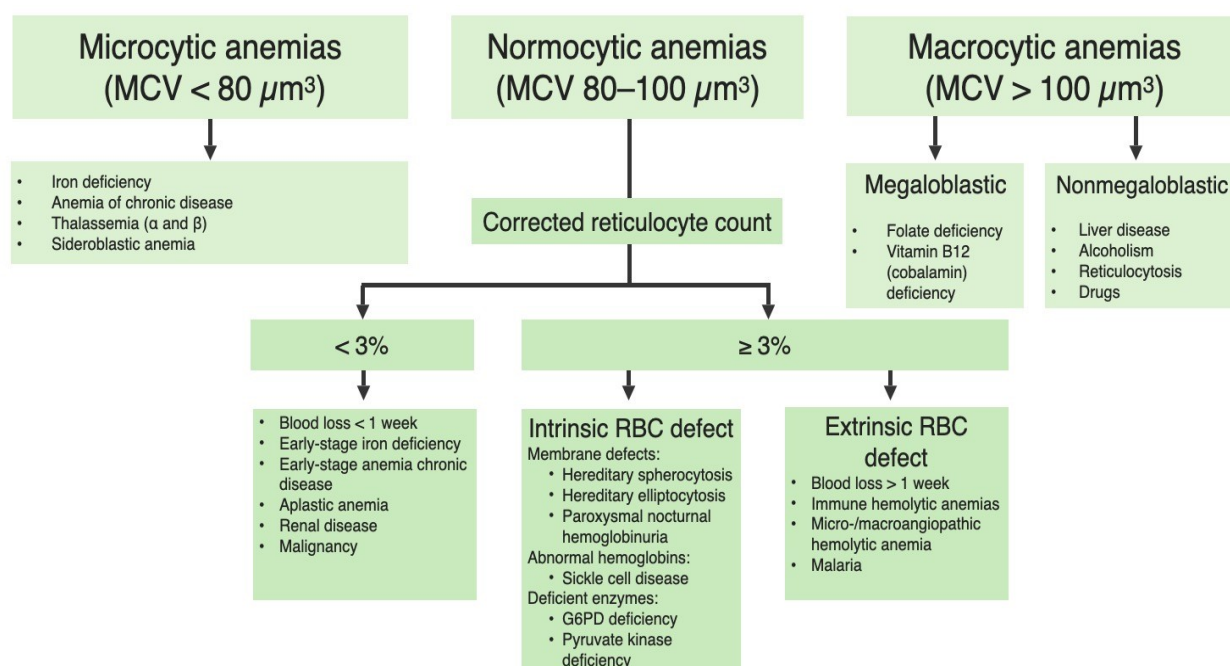 Microcytic anemias
(MCV < 80 µm³)
• Iron deficiency
• Anemia of chronic disease
• Thalassemia (α and β)
• Sideroblastic anemia
Normocytic anemias
(MCV 80–100 µm³)
Corrected reticulocyte count
< 3%
• Blood loss < 1 week
• Early-stage iron deficiency
• Early-stage anemia chronic
disease
• Aplastic anemia
• Renal disease
• Malignancy
≥ 3%
Intrinsic RBC defect
Membrane defects:
• Hereditary spherocytosis
• Hereditary elliptocytosis
• Paroxysmal nocturnal
hemoglobinuria
Abnormal hemoglobins:
• Sickle cell disease
Deficient enzymes:
• G6PD deficiency
• Pyruvate kinase
deficiency
Extrinsic RBC
defect
• Blood loss > 1 week
• Immune hemolytic anemias
• Micro-/macroangiopathic
hemolytic anemia
• Malaria
Macrocytic anemias
(MCV > 100 µm³)
Megaloblastic
• Folate deficiency
• Vitamin B12
(cobalamin)
deficiency
Nonmegaloblastic
• Liver disease
• Alcoholism
• Reticulocytosis
• Drugs